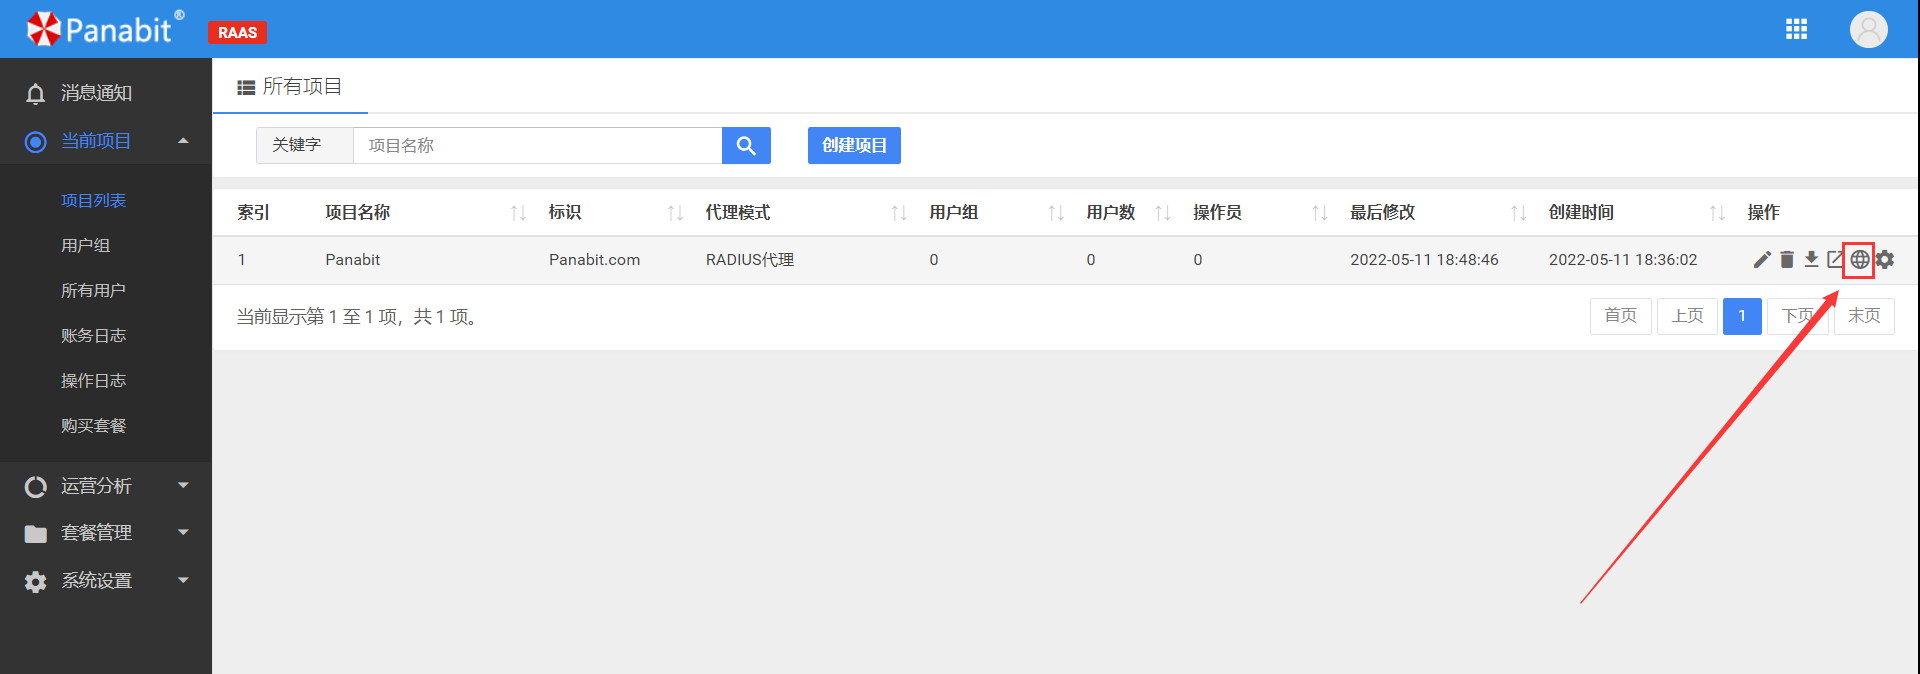 Panabit® RAAS
消息通知
当前项目
项目列表
用户组
所有用户
账务日志
操作日志
购买套餐
运营分析
套餐管理
系统设置
所有项目
关键字 项目名称 创建项目
索引 项目名称 标识 代理模式 用户组 用户数 操作员 最后修改 创建时间 操作
1 Panabit Panabit.com RADIUS代理 0 0 0 2022-05-11 18:48:46 2022-05-11 18:36:02
当前显示第 1 至 1 项，共 1 项。 首页 上页 1 下页 末页